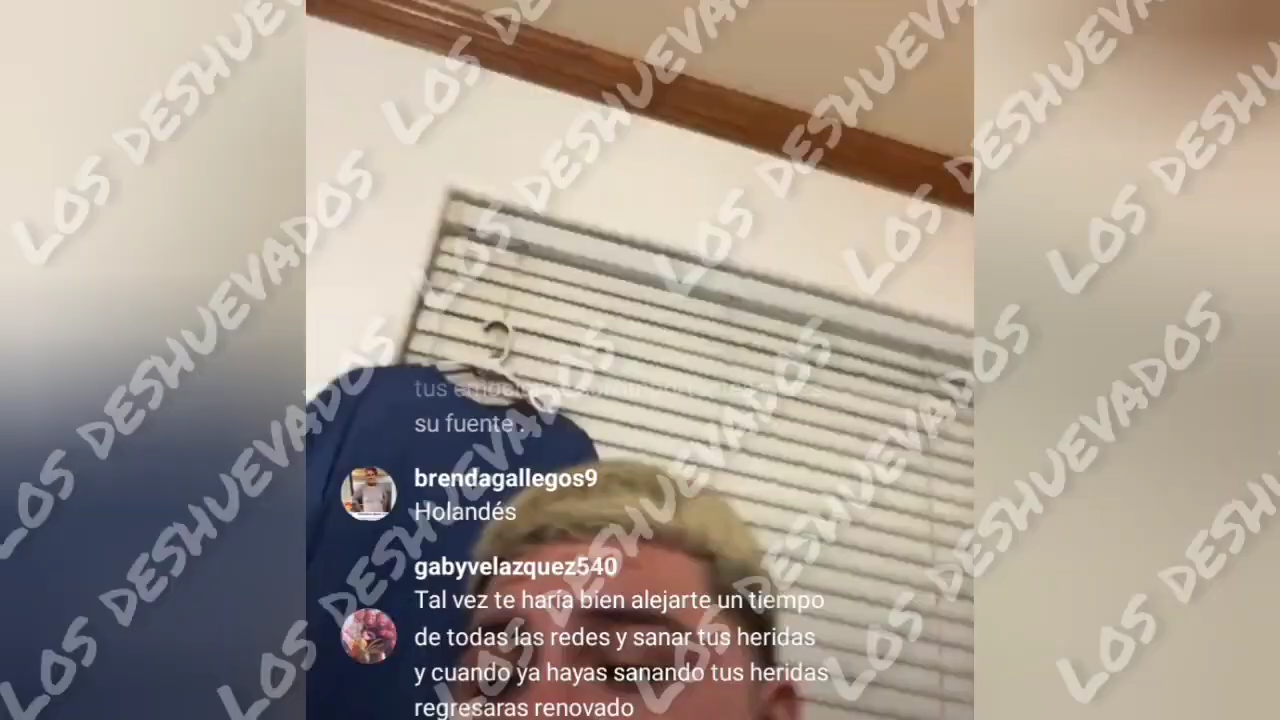 LOS DESHUEVADOS
tus
su fuente .
brendagallegos9
Holandés
gabyvelazquez540
Tal vez te haría bien alejarte un tiempo
de todas las redes y sanar tus heridas
y cuando ya hayas sanando tus heridas
regresaras renovado